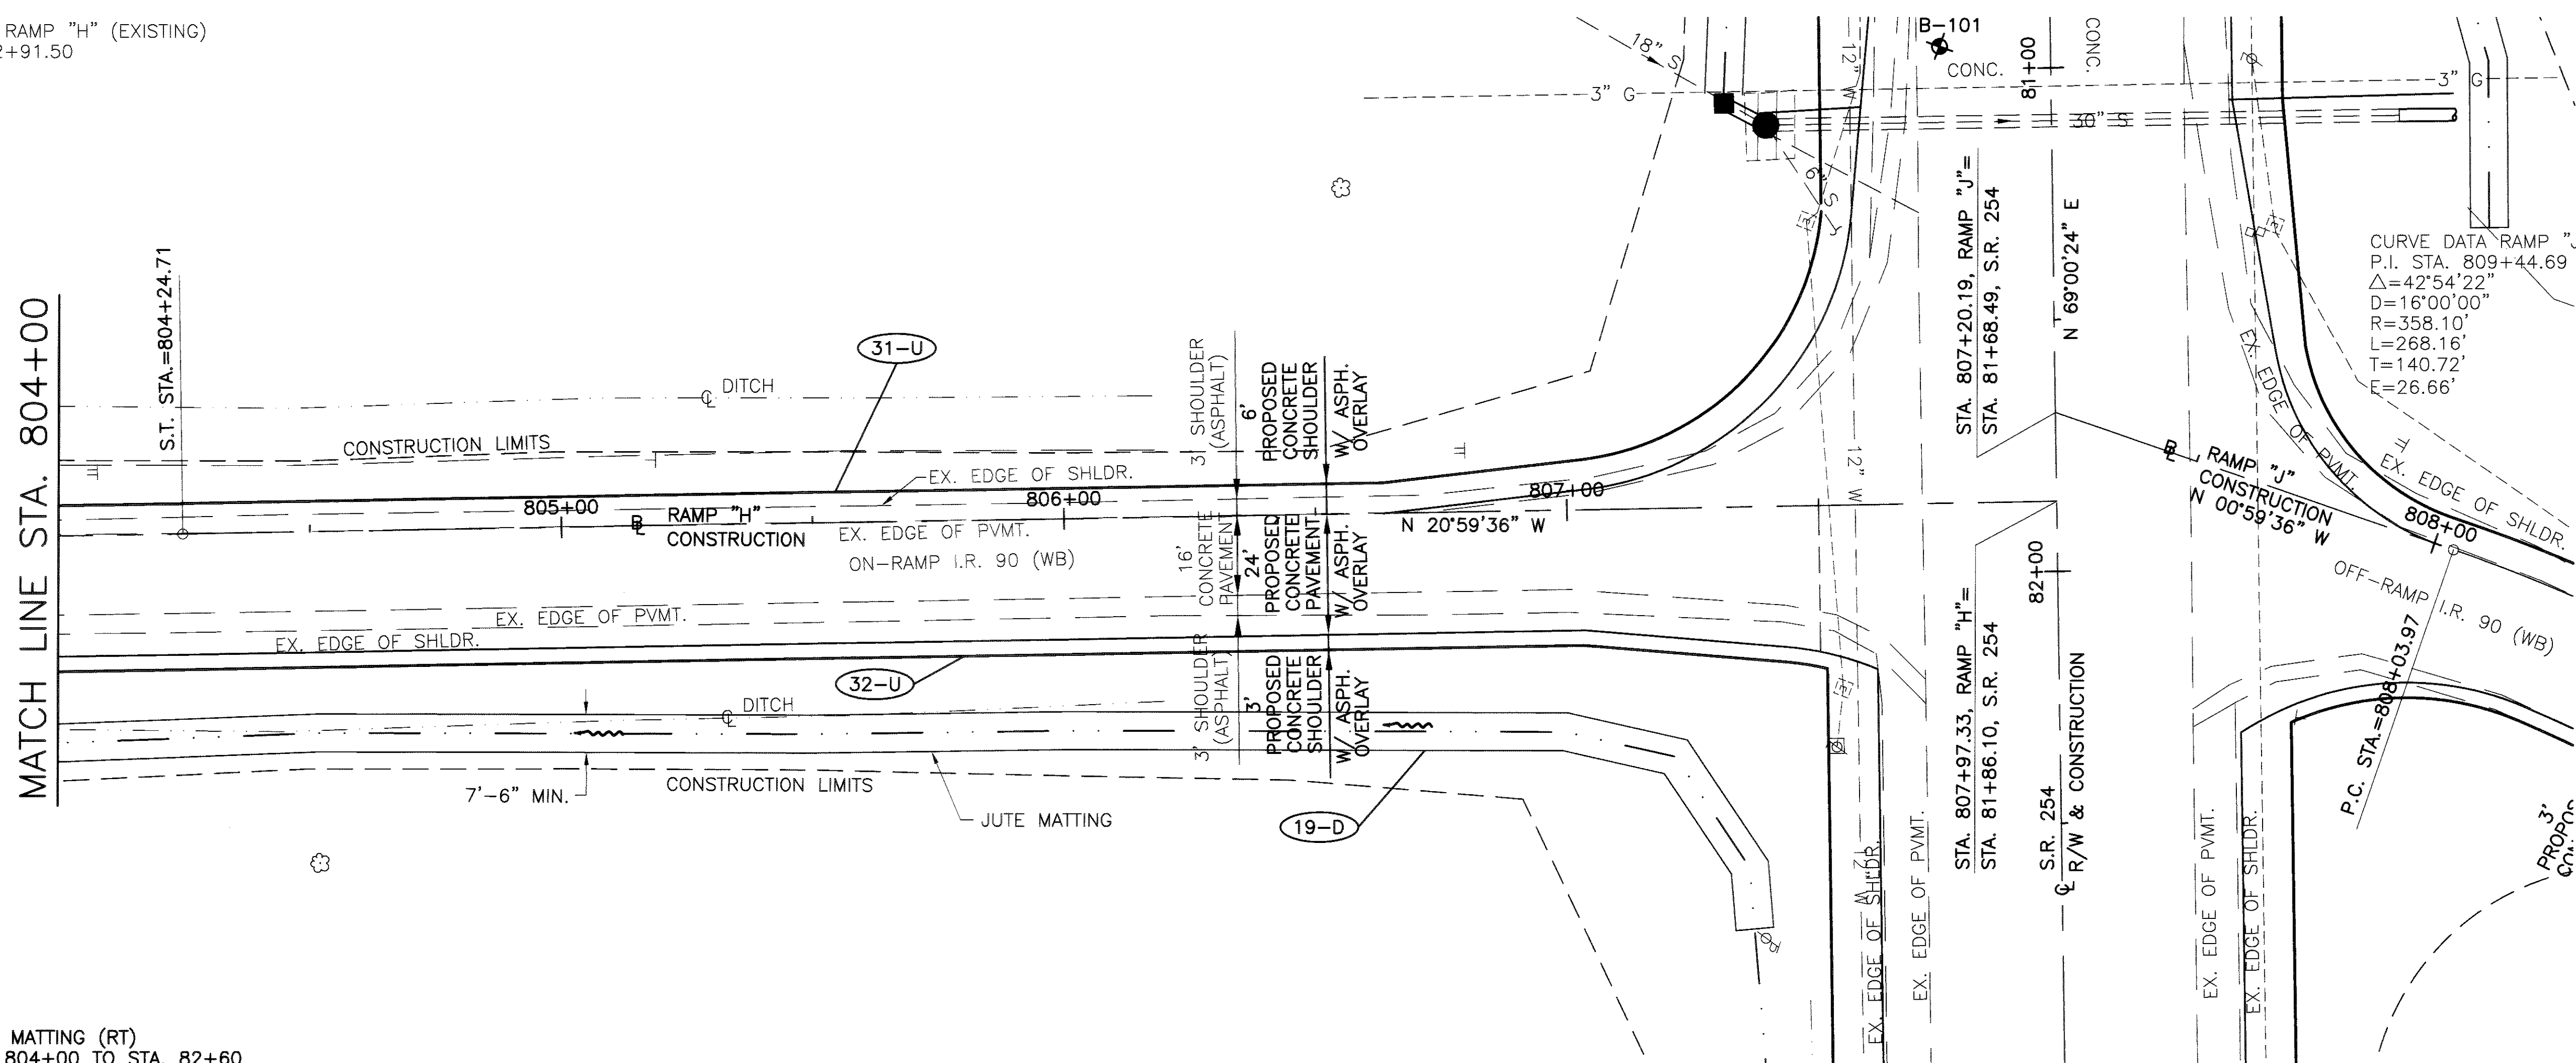 RAMP "H" (EXISTING)
2+91.50
MATCH LINE STA. 804+00
S.T. STA.=804+24.71
℄ DITCH
CONSTRUCTION LIMITS
31-U
EX. EDGE OF SHLDR.
805+00
806+00
807+00
℄ RAMP "H"
CONSTRUCTION
EX. EDGE OF PVMT.
ON-RAMP I.R. 90 (WB)
N 20°59'36" W
EX. EDGE OF PVMT.
EX. EDGE OF SHLDR.
32-U
℄ DITCH
7'-6" MIN.
CONSTRUCTION LIMITS
JUTE MATTING
19-D
3' SHOULDER
(ASPHALT)
6'
PROPOSED
CONCRETE
SHOULDER
W/ ASPH.
OVERLAY
16'
CONCRETE
PAVEMENT
24'
PROPOSED
CONCRETE
PAVEMENT
W/ ASPH.
OVERLAY
3' SHOULDER
(ASPHALT)
3'
PROPOSED
CONCRETE
SHOULDER
W/ ASPH.
OVERLAY
18" S
3" G
12" W
6" S
12" W
12" W
B-101
CONC.
81+00
CONC.
3" G
30" S
STA. 807+20.19, RAMP "J"=
STA. 81+68.49, S.R. 254
N 69°00'24" E
CURVE DATA RAMP "J
P.I. STA. 809+44.69
△=42°54'22"
D=16°00'00"
R=358.10'
L=268.16'
T=140.72'
E=26.66'
EX. EDGE OF PVMT.
EX. EDGE OF SHLDR.
℄ RAMP "J"
CONSTRUCTION
N 00°59'36" W
808+00
OFF-RAMP I.R. 90 (WB)
P.C. STA.=808+03.97
82+00
STA. 807+97.33, RAMP "H"=
STA. 81+86.10, S.R. 254
S.R. 254
℄ R/W & CONSTRUCTION
EX. EDGE OF SHLDR.
EX. EDGE OF PVMT.
EX. EDGE OF PVMT.
EX. EDGE OF SHLDR.
3'
PROPOS
CON
MATTING (RT)
804+00 TO STA. 82+60